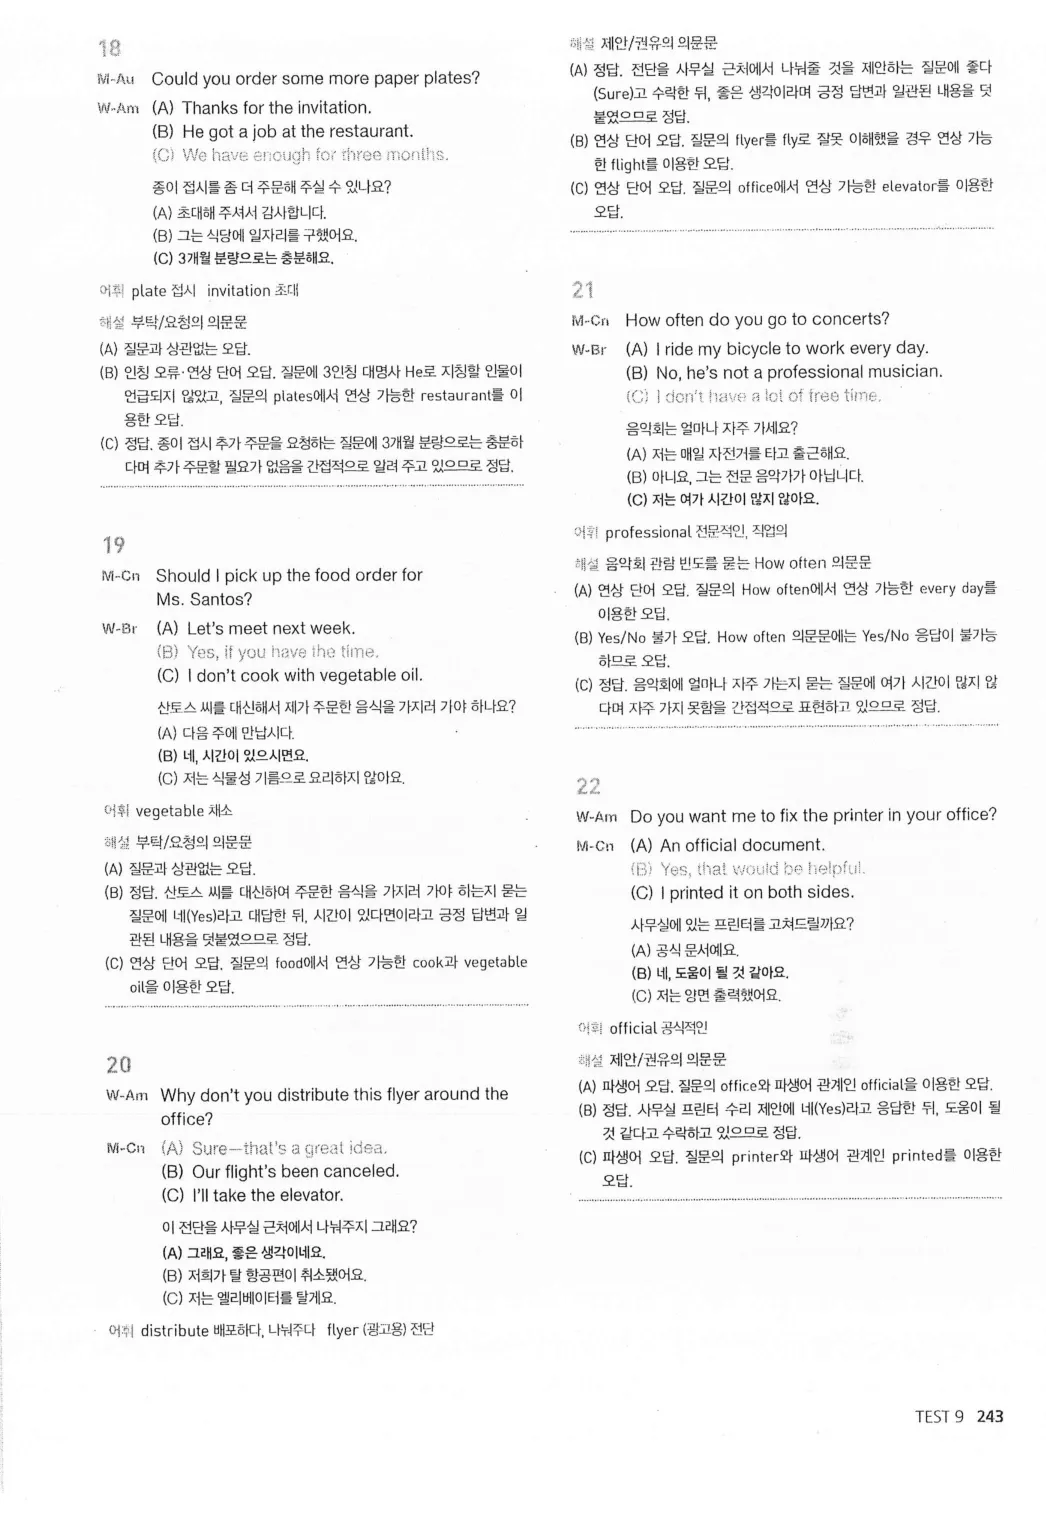 18
M-Au Could you order some more paper plates?
W-Am (A) Thanks for the invitation.
(B) He got a job at the restaurant.
(C) We have enough for three months.
종이 접시를 좀 더 주문해 주실 수 있나요?
(A) 초대해 주셔서 감사합니다.
(B) 그는 식당에 일자리를 구했어요.
(C) 3개월 분량으로는 충분해요.
어휘 plate 접시 invitation 초대
해설 부탁/요청의 의문문
(A) 질문과 상관없는 오답.
(B) 인칭 오류·연상 단어 오답. 질문에 3인칭 대명사 He로 지칭할 인물이
언급되지 않았고, 질문의 plates에서 연상 가능한 restaurant를 이
용한 오답.
(C) 정답. 종이 접시 추가 주문을 요청하는 질문에 3개월 분량으로는 충분하
다며 추가 주문할 필요가 없음을 간접적으로 알려 주고 있으므로 정답.
19
M-Cn Should I pick up the food order for
Ms. Santos?
W-Br (A) Let's meet next week.
(B) Yes, if you have the time.
(C) I don't cook with vegetable oil.
산토스 씨를 대신해서 제가 주문한 음식을 가지러 가야 하나요?
(A) 다음 주에 만납시다.
(B) 네, 시간이 있으시면요.
(C) 저는 식물성 기름으로 요리하지 않아요.
어휘 vegetable 채소
해설 부탁/요청의 의문문
(A) 질문과 상관없는 오답.
(B) 정답. 산토스 씨를 대신하여 주문한 음식을 가지러 가야 하는지 묻는
질문에 네(Yes)라고 대답한 뒤, 시간이 있다면이라고 긍정 답변과 일
관된 내용을 덧붙였으므로 정답.
(C) 연상 단어 오답. 질문의 food에서 연상 가능한 cook과 vegetable
oil을 이용한 오답.
20
W-Am Why don't you distribute this flyer around the
office?
M-Cn (A) Sure—that's a great idea.
(B) Our flight's been canceled.
(C) I'll take the elevator.
이 전단을 사무실 근처에서 나눠주지 그래요?
(A) 그래요, 좋은 생각이네요.
(B) 저희가 탈 항공편이 취소됐어요.
(C) 저는 엘리베이터를 탈게요.
어휘 distribute 배포하다, 나눠주다 flyer (광고용) 전단
해설 제안/권유의 의문문
(A) 정답. 전단을 사무실 근처에서 나눠줄 것을 제안하는 질문에 좋다
(Sure)고 수락한 뒤, 좋은 생각이라며 긍정 답변과 일관된 내용을 덧
붙였으므로 정답.
(B) 연상 단어 오답. 질문의 flyer를 fly로 잘못 이해했을 경우 연상 가능
한 flight를 이용한 오답.
(C) 연상 단어 오답. 질문의 office에서 연상 가능한 elevator를 이용한
오답.
21
M-Cn How often do you go to concerts?
W-Br (A) I ride my bicycle to work every day.
(B) No, he's not a professional musician.
(C) I don't have a lot of free time.
음악회는 얼마나 자주 가세요?
(A) 저는 매일 자전거를 타고 출근해요.
(B) 아니요, 그는 전문 음악가가 아닙니다.
(C) 저는 여가 시간이 많지 않아요.
어휘 professional 전문적인, 직업의
해설 음악회 관람 빈도를 묻는 How often 의문문
(A) 연상 단어 오답. 질문의 How often에서 연상 가능한 every day를
이용한 오답.
(B) Yes/No 불가 오답. How often 의문문에는 Yes/No 응답이 불가능
하므로 오답.
(C) 정답. 음악회에 얼마나 자주 가는지 묻는 질문에 여가 시간이 많지 않
다며 자주 가지 못함을 간접적으로 표현하고 있으므로 정답.
22
W-Am Do you want me to fix the printer in your office?
M-Cn (A) An official document.
(B) Yes, that would be helpful.
(C) I printed it on both sides.
사무실에 있는 프린터를 고쳐드릴까요?
(A) 공식 문서예요.
(B) 네, 도움이 될 것 같아요.
(C) 저는 양면 출력했어요.
어휘 official 공식적인
해설 제안/권유의 의문문
(A) 파생어 오답. 질문의 office와 파생어 관계인 official을 이용한 오답.
(B) 정답. 사무실 프린터 수리 제안에 네(Yes)라고 응답한 뒤, 도움이 될
것 같다고 수락하고 있으므로 정답.
(C) 파생어 오답. 질문의 printer와 파생어 관계인 printed를 이용한
오답.
TEST 9 243